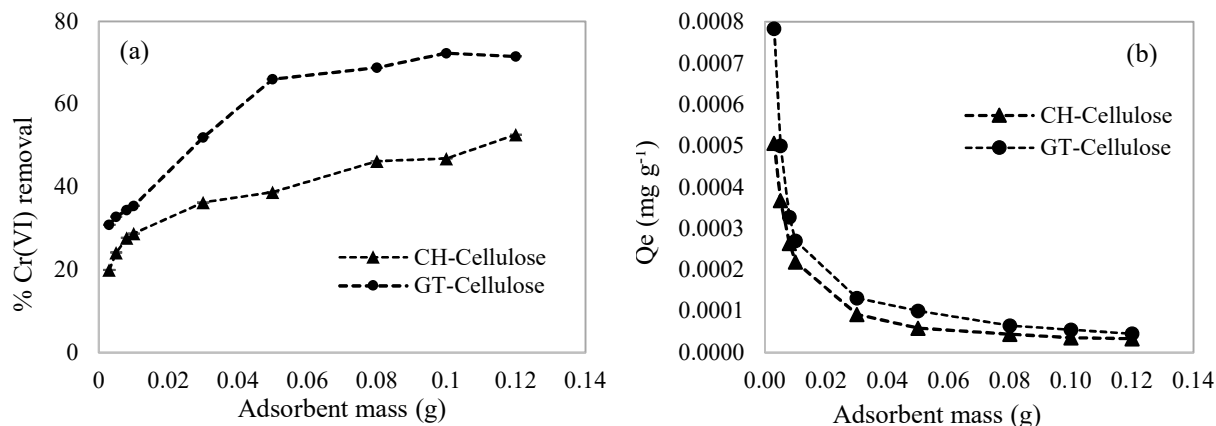 (a)
% Cr(VI) removal
80
60
40
20
0
CH-Cellulose
GT-Cellulose
0 0.02 0.04 0.06 0.08 0.1 0.12 0.14
Adsorbent mass (g)
(b)
Qe (mg g⁻¹)
0.0008
0.0007
0.0006
0.0005
0.0004
0.0003
0.0002
0.0001
0.0000
CH-Cellulose
GT-Cellulose
0.00 0.02 0.04 0.06 0.08 0.10 0.12 0.14
Adsorbent mass (g)